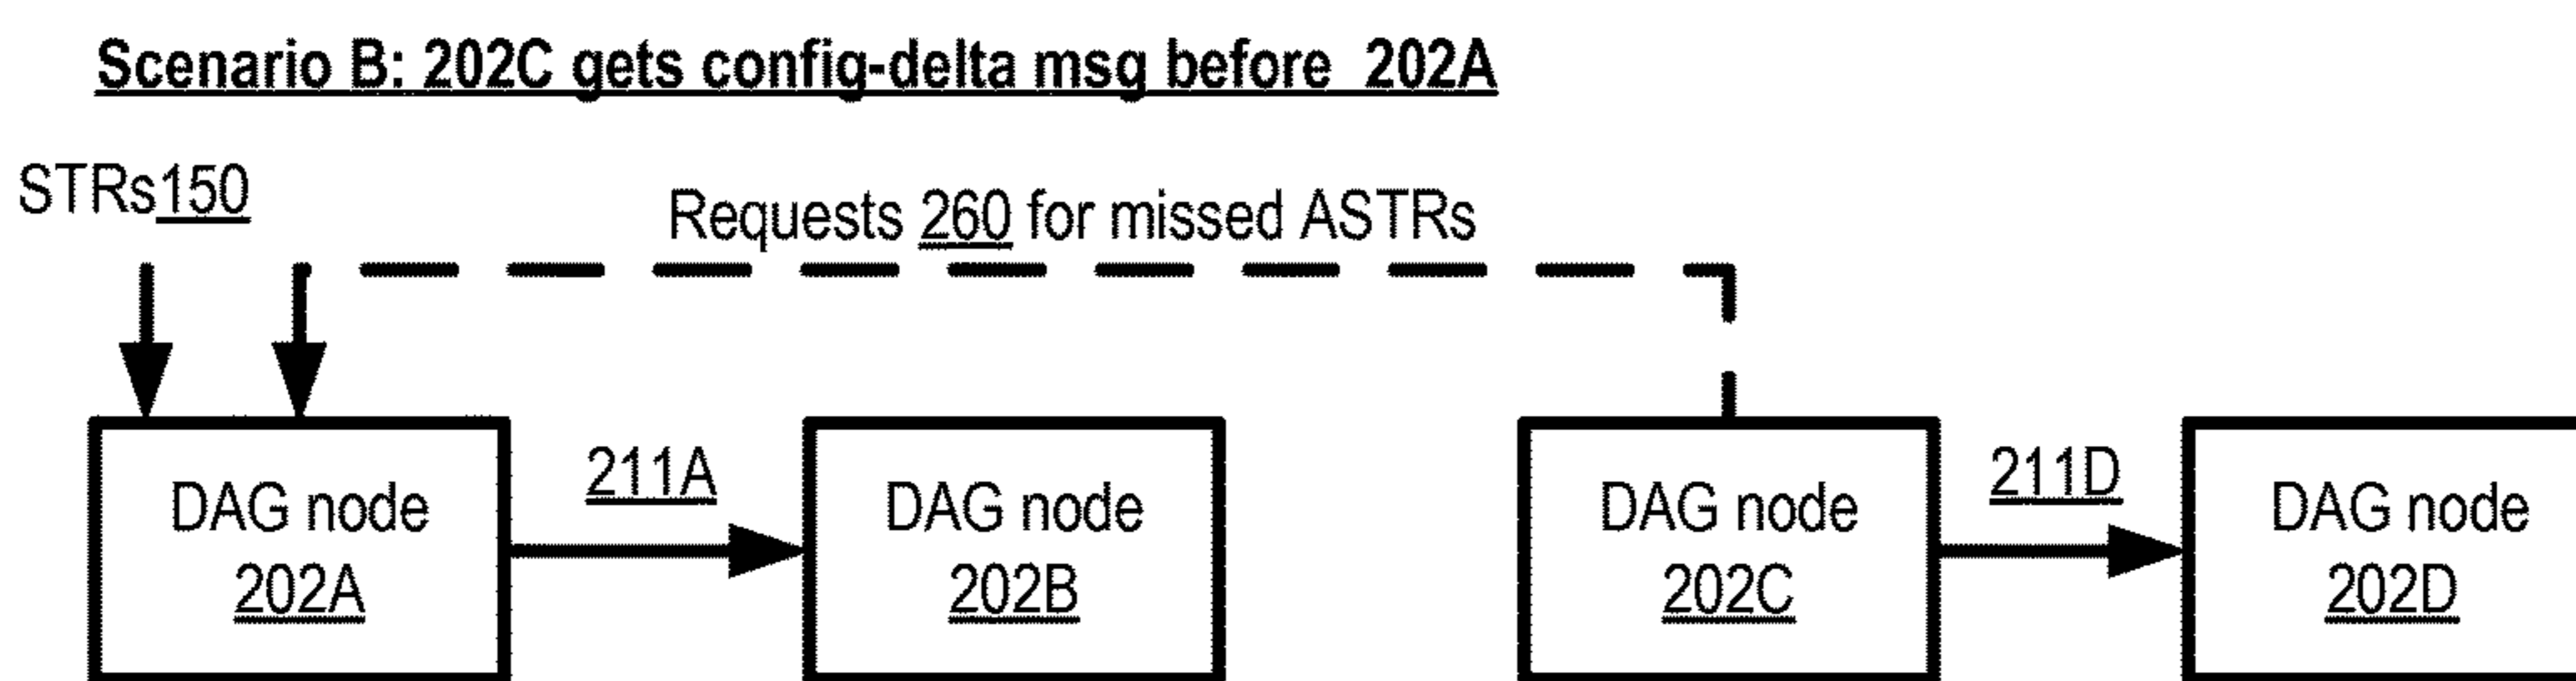 Scenario B: 202C gets config-delta msg before 202A
STRs150
Requests 260 for missed ASTRs
DAG node
202A
211A
DAG node
202B
DAG node
202C
211D
DAG node
202D